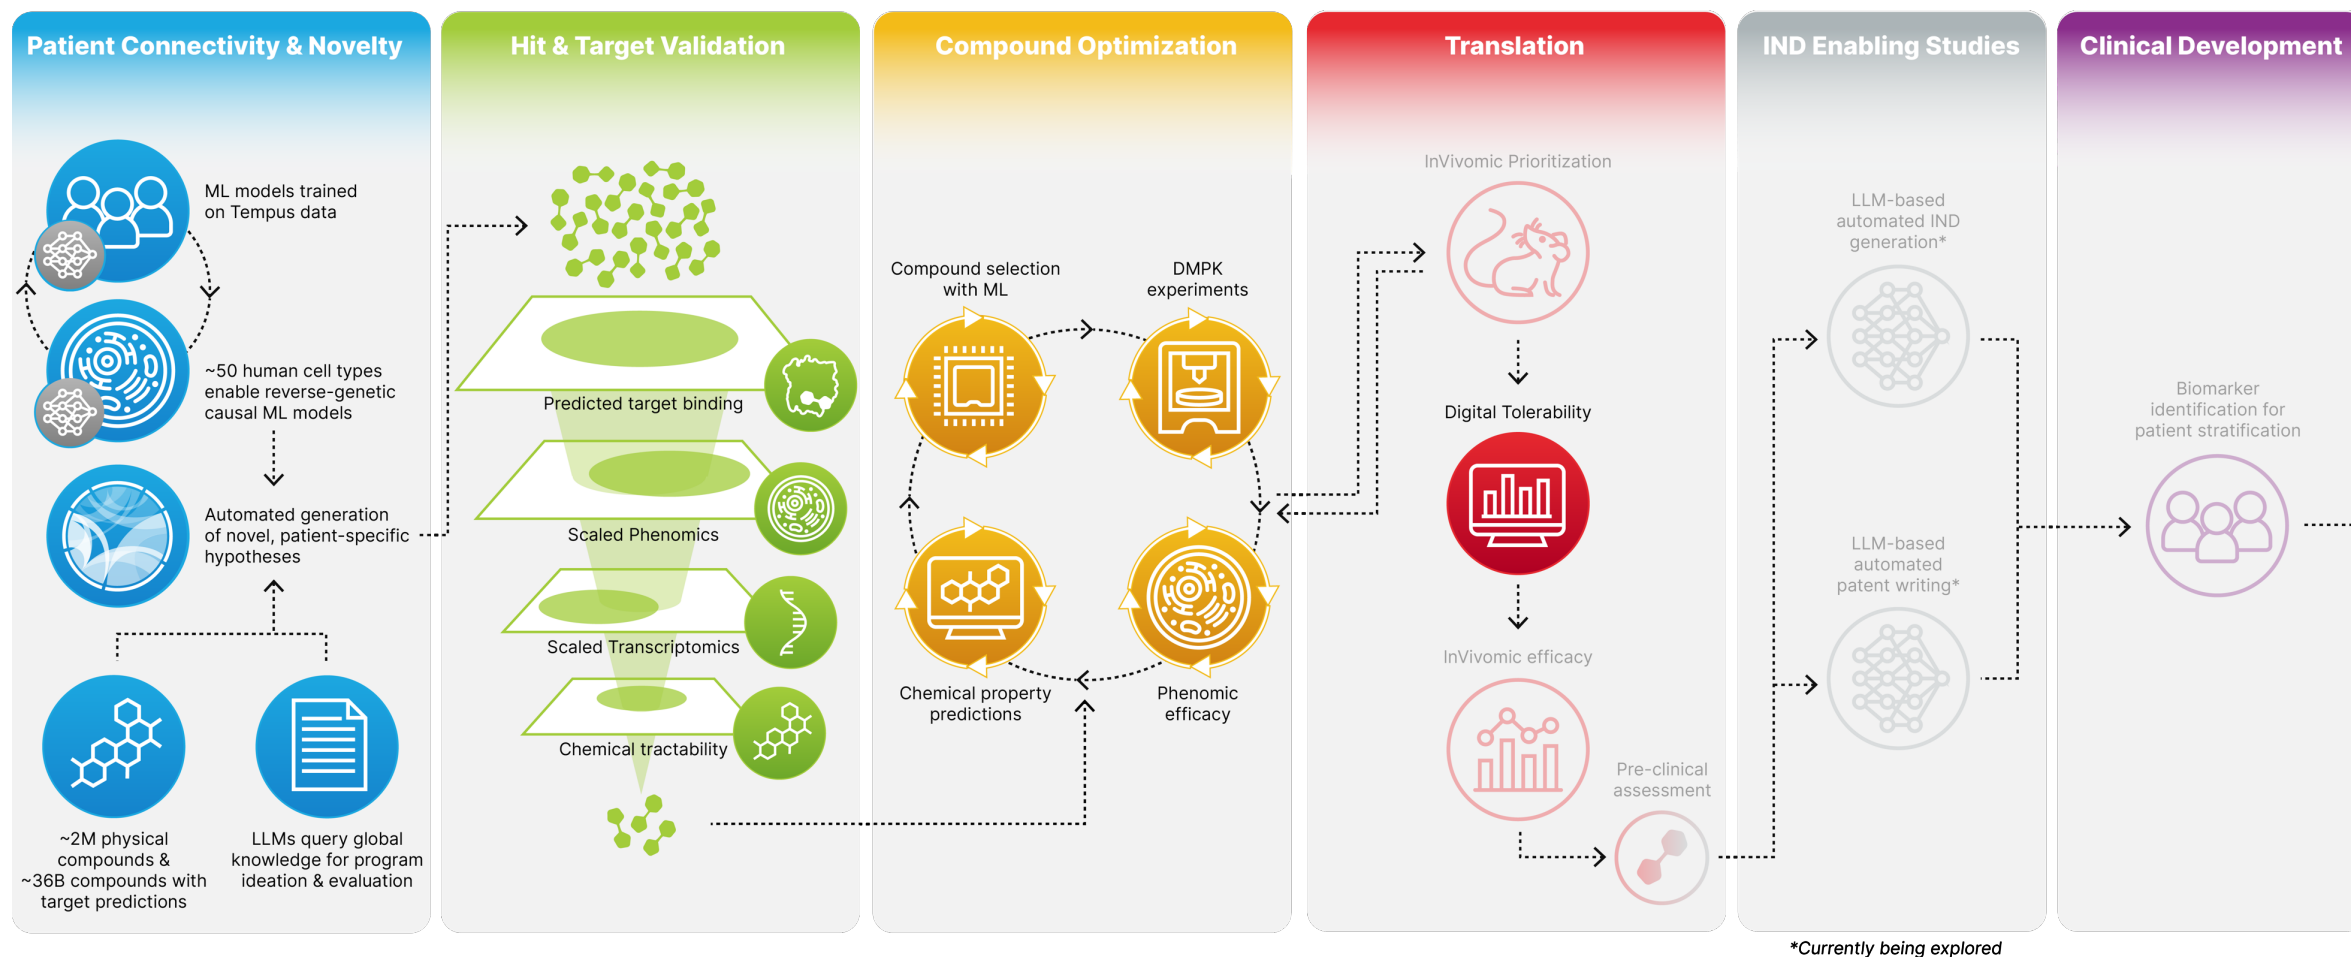 Patient Connectivity & Novelty
ML models trained
on Tempus data
~50 human cell types
enable reverse-genetic
causal ML models
Automated generation
of novel, patient-specific
hypotheses
~2M physical
compounds &
~36B compounds with
target predictions
LLMs query global
knowledge for program
ideation & evaluation
Hit & Target Validation
Predicted target binding
Scaled Phenomics
Scaled Transcriptomics
Chemical tractability
Compound Optimization
Compound selection
with ML
DMPK
experiments
Chemical property
predictions
Phenomic
efficacy
Translation
InVivomic Prioritization
Digital Tolerability
InVivomic efficacy
Pre-clinical
assessment
IND Enabling Studies
LLM-based
automated IND
generation*
LLM-based
automated
patent writing*
Clinical Development
Biomarker
identification for
patient stratification
*Currently being explored